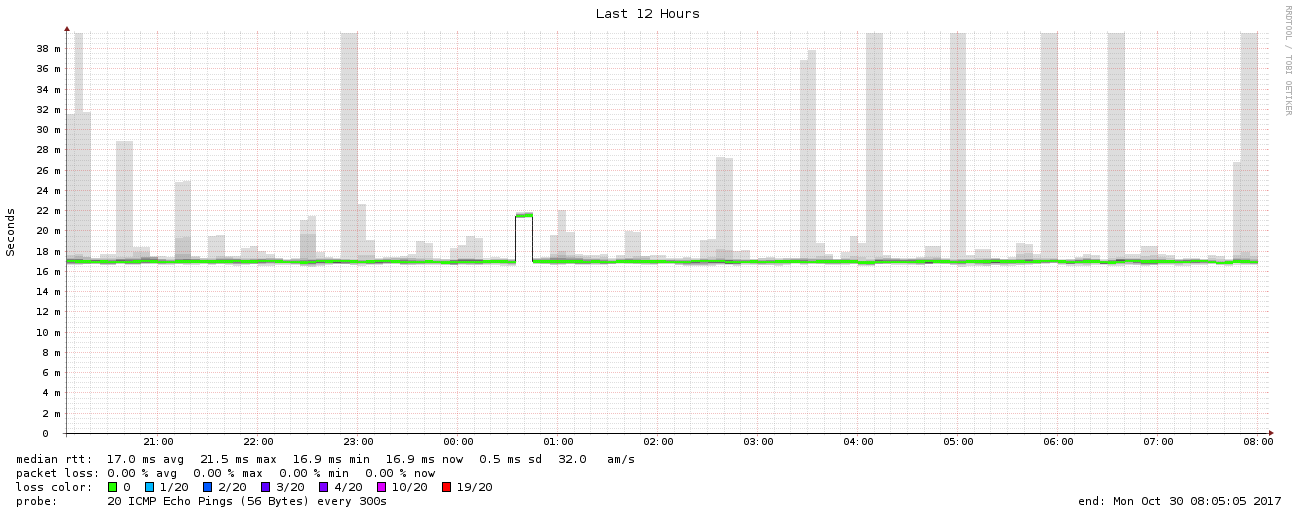 Last 12 Hours
RRDTOOL / TOBI OETIKER
Seconds
38 m
36 m
34 m
32 m
30 m
28 m
26 m
24 m
22 m
20 m
18 m
16 m
14 m
12 m
10 m
8 m
6 m
4 m
2 m
0
21:00 22:00 23:00 00:00 01:00 02:00 03:00 04:00 05:00 06:00 07:00 08:00
median rtt: 17.0 ms avg 21.5 ms max 16.9 ms min 16.9 ms now 0.5 ms sd 32.0 am/s
packet loss: 0.00 % avg 0.00 % max 0.00 % min 0.00 % now
loss color: 0 1/20 2/20 3/20 4/20 10/20 19/20
probe: 20 ICMP Echo Pings (56 Bytes) every 300s end: Mon Oct 30 08:05:05 2017